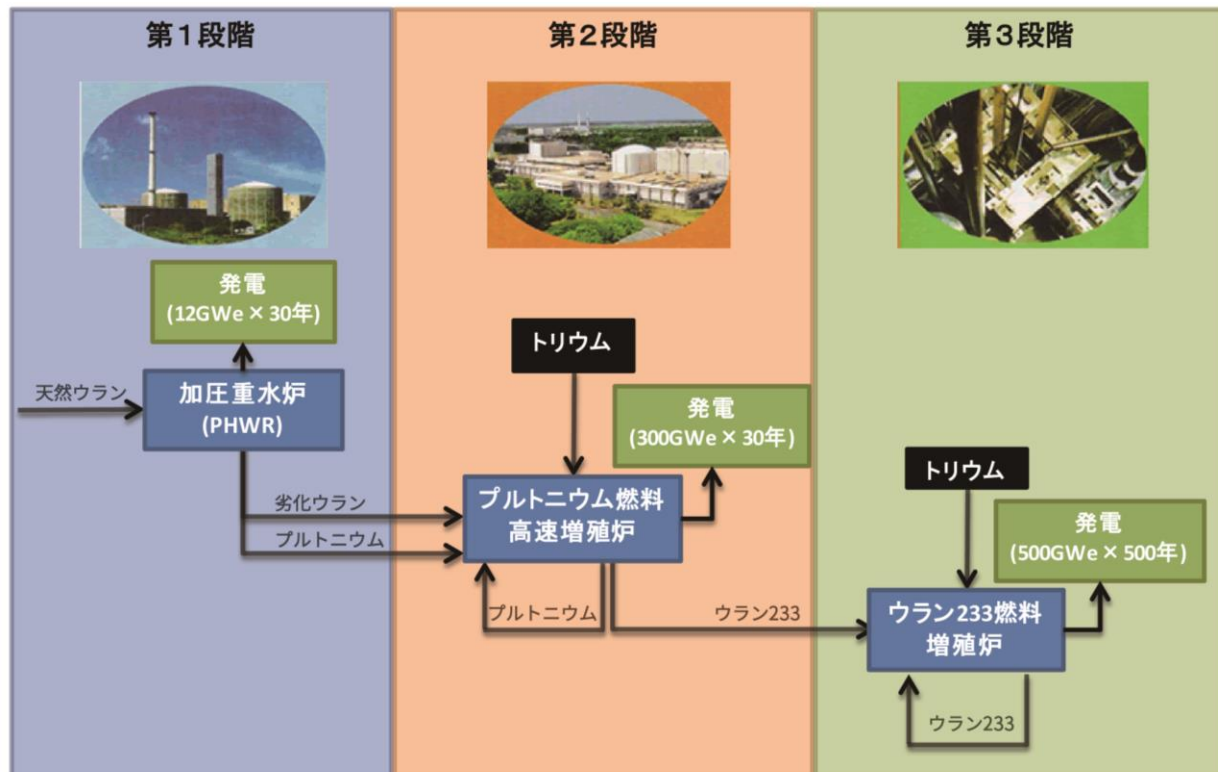 第1段階
発電
(12GWe×30年)
天然ウラン
加圧重水炉
(PHWR)
劣化ウラン
プルトニウム
第2段階
トリウム
発電
(300GWe×30年)
プルトニウム燃料
高速増殖炉
プルトニウム
ウラン233
第3段階
トリウム
発電
(500GWe×500年)
ウラン233燃料
増殖炉
ウラン233